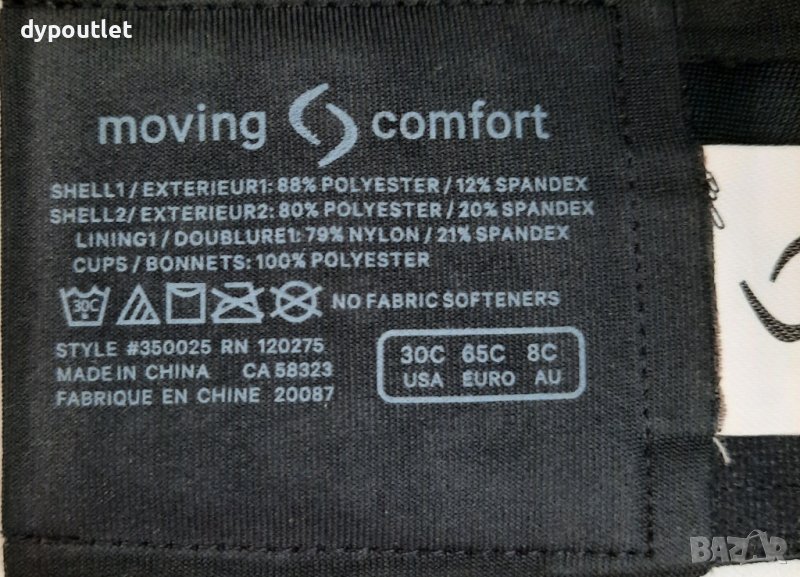 dypoutlet
moving comfort
SHELL1/EXTERIEUR1: 88% POLYESTER/12% SPANDEX
SHELL2/EXTERIEUR2: 80% POLYESTER/20% SPANDEX
LINING1/DOUBLURE1: 79% NYLON/21% SPANDEX
CUPS/BONNETS: 100% POLYESTER
30C NO FABRIC SOFTENERS
STYLE #350025 RN 120275
MADE IN CHINA CA 58323
FABRIQUE EN CHINE 20087
30C 65C 8C
USA EURO AU
BAZAR